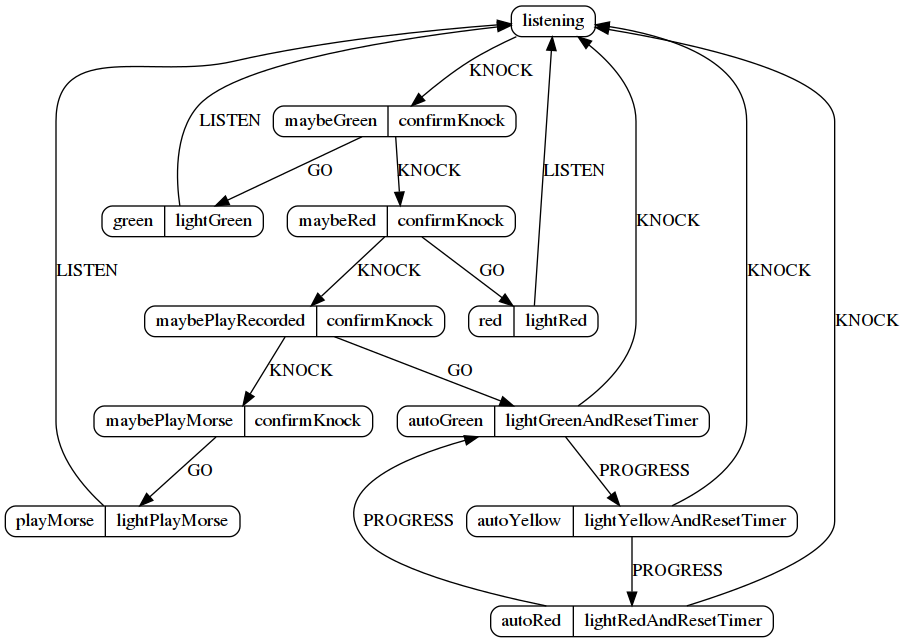 listening
KNOCK
maybeGreen confirmKnock
LISTEN
GO KNOCK LISTEN
green lightGreen maybeRed confirmKnock KNOCK
LISTEN KNOCK GO KNOCK
maybePlayRecorded confirmKnock red lightRed KNOCK
KNOCK GO
maybePlayMorse confirmKnock autoGreen lightGreenAndResetTimer
GO PROGRESS
playMorse lightPlayMorse PROGRESS autoYellow lightYellowAndResetTimer
PROGRESS
autoRed lightRedAndResetTimer